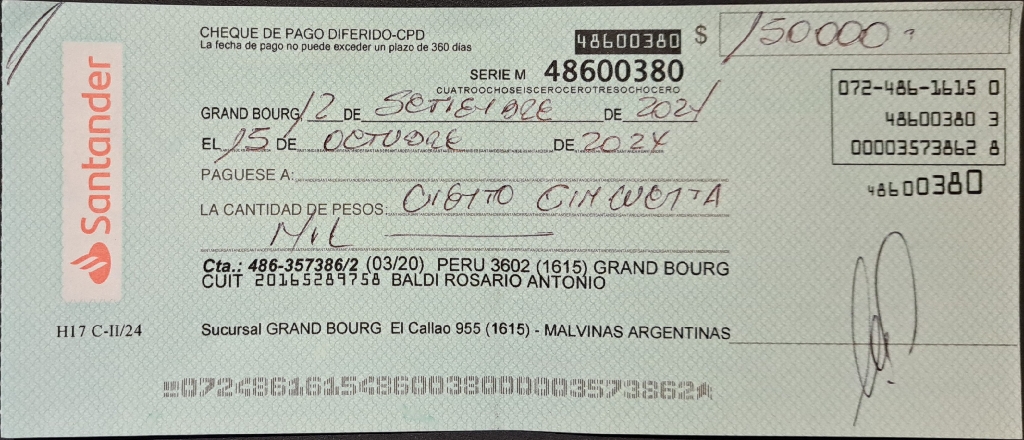 CHEQUE DE PAGO DIFERIDO-CPD
La fecha de pago no puede exceder un plazo de 360 días
48600380 $ 150000
SERIE M 48600380
CUATROOCHOSEISCEROCEROTRESOCHOCERO
072-486-1615 0
48600380 3
00003573862 8
48600380
GRAND BOURG 12 DE SETIEMBRE DE 2024
EL 15 DE OCTUBRE DE 2024
PAGUESE A:
LA CANTIDAD DE PESOS: CIENTO CINCUENTA
MIL
Santander
Cta.: 486-357386/2 (03/20) PERU 3602 (1615) GRAND BOURG
CUIT 20165289758 BALDI ROSARIO ANTONIO
H17 C-II/24
Sucursal GRAND BOURG El Callao 955 (1615) - MALVINAS ARGENTINAS
07248616154860038000003573862